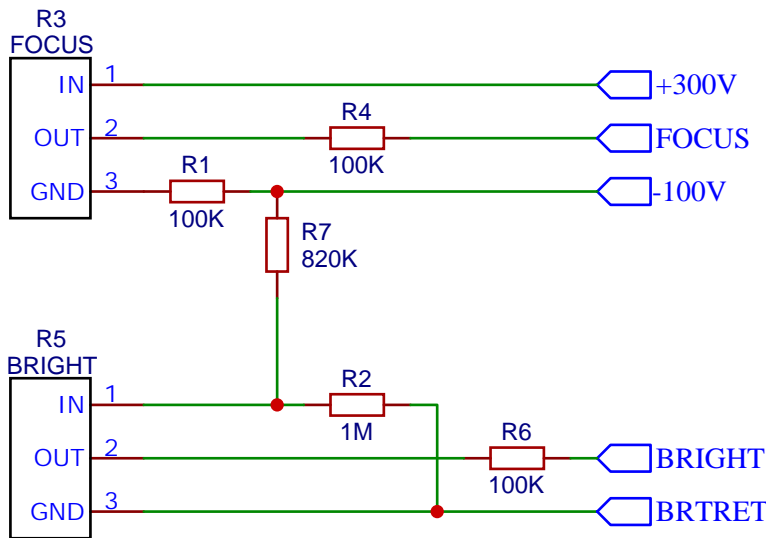 R3
FOCUS
IN 1 +300V
R4
OUT 2 FOCUS
100K
R1
GND 3 -100V
100K
R7
820K
R5
BRIGHT
IN 1
R2
1M
R6
OUT 2 BRIGHT
100K
GND 3 BRTRET